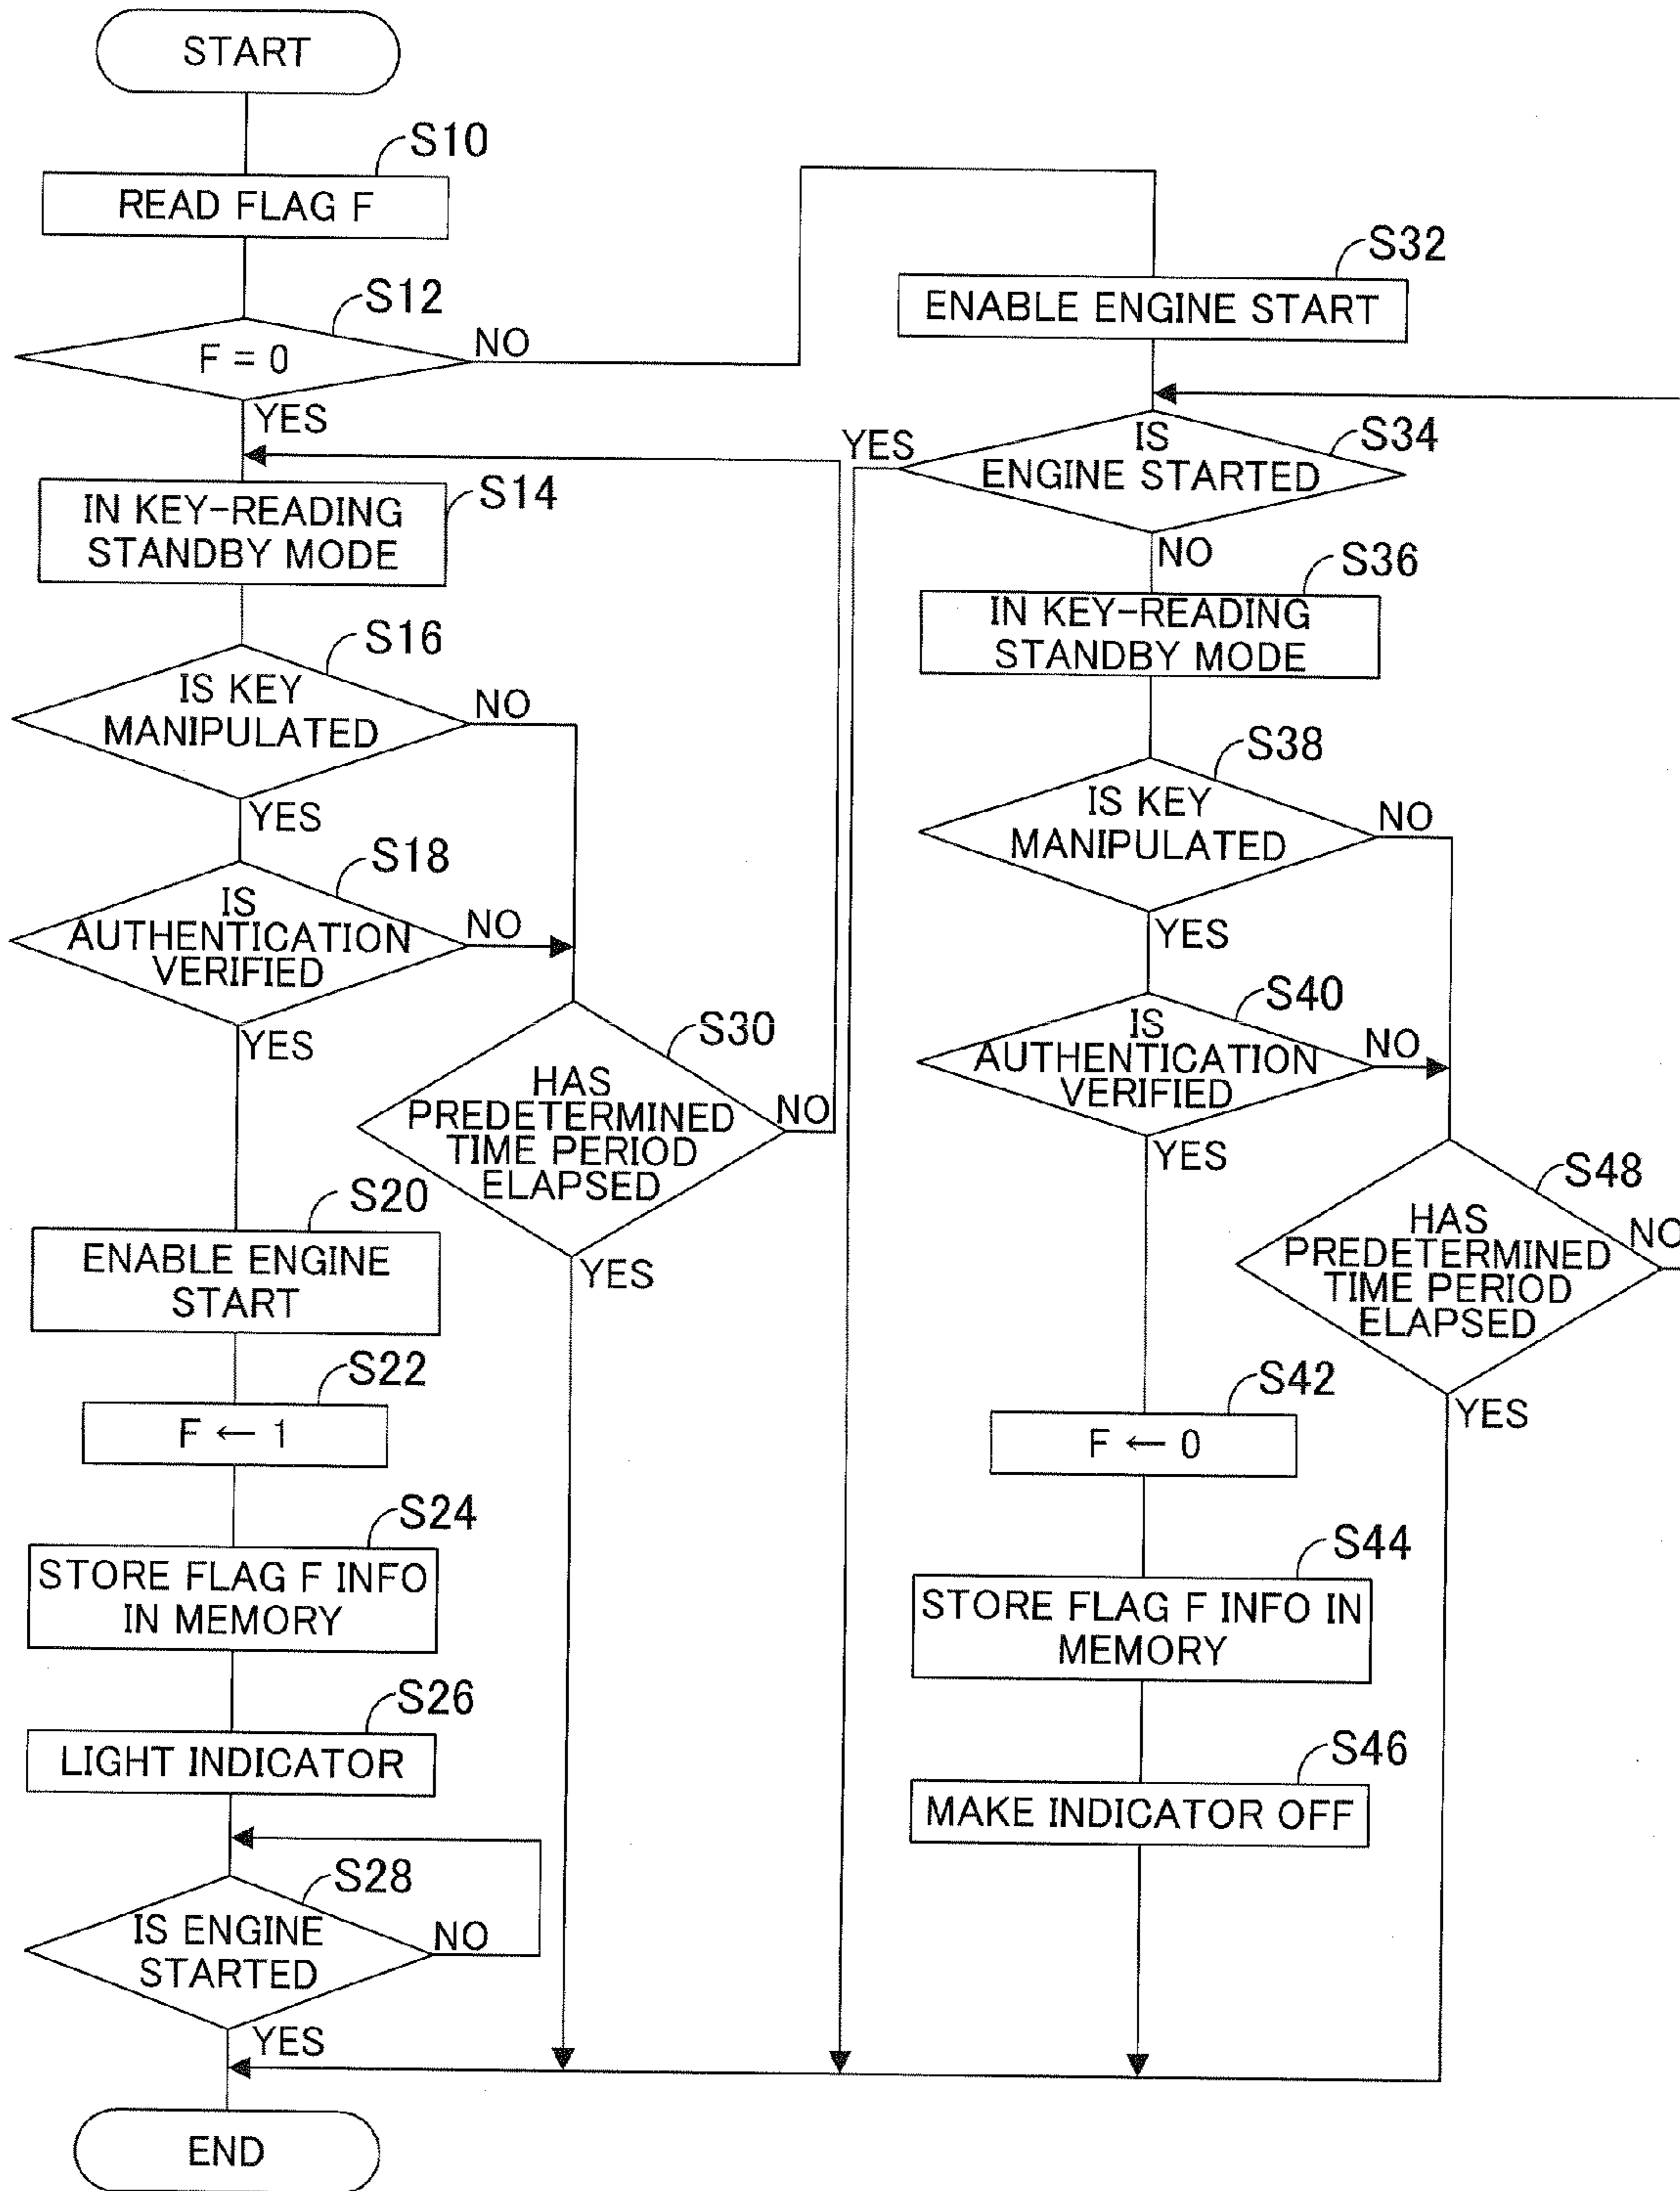 START
S10
READ FLAG F
S12
F = 0
NO
YES
S14
IN KEY-READING
STANDBY MODE
S16
IS KEY
MANIPULATED
NO
YES
S18
IS
AUTHENTICATION
VERIFIED
NO
YES
S30
HAS
PREDETERMINED
TIME PERIOD
ELAPSED
NO
YES
S20
ENABLE ENGINE
START
S22
F ← 1
S24
STORE FLAG F INFO
IN MEMORY
S26
LIGHT INDICATOR
S28
IS ENGINE
STARTED
NO
YES
END
S32
ENABLE ENGINE START
S34
IS
ENGINE STARTED
YES
NO
S36
IN KEY-READING
STANDBY MODE
S38
IS KEY
MANIPULATED
NO
YES
S40
IS
AUTHENTICATION
VERIFIED
NO
YES
S48
HAS
PREDETERMINED
TIME PERIOD
ELAPSED
NO
YES
S42
F ← 0
S44
STORE FLAG F INFO IN
MEMORY
S46
MAKE INDICATOR OFF